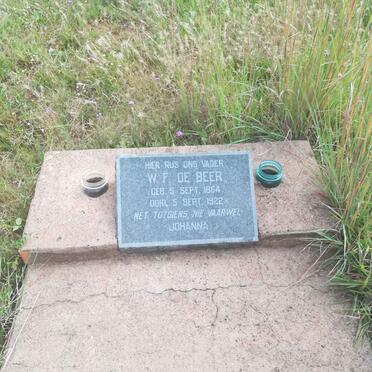 HIER RUS ONS VADER
W. F. DE BEER
GEB. 5 SEPT. 1864
OORL. 5 SEPT. 1922
NET TOTSIENS, NIE VAARWEL
JOHANNA